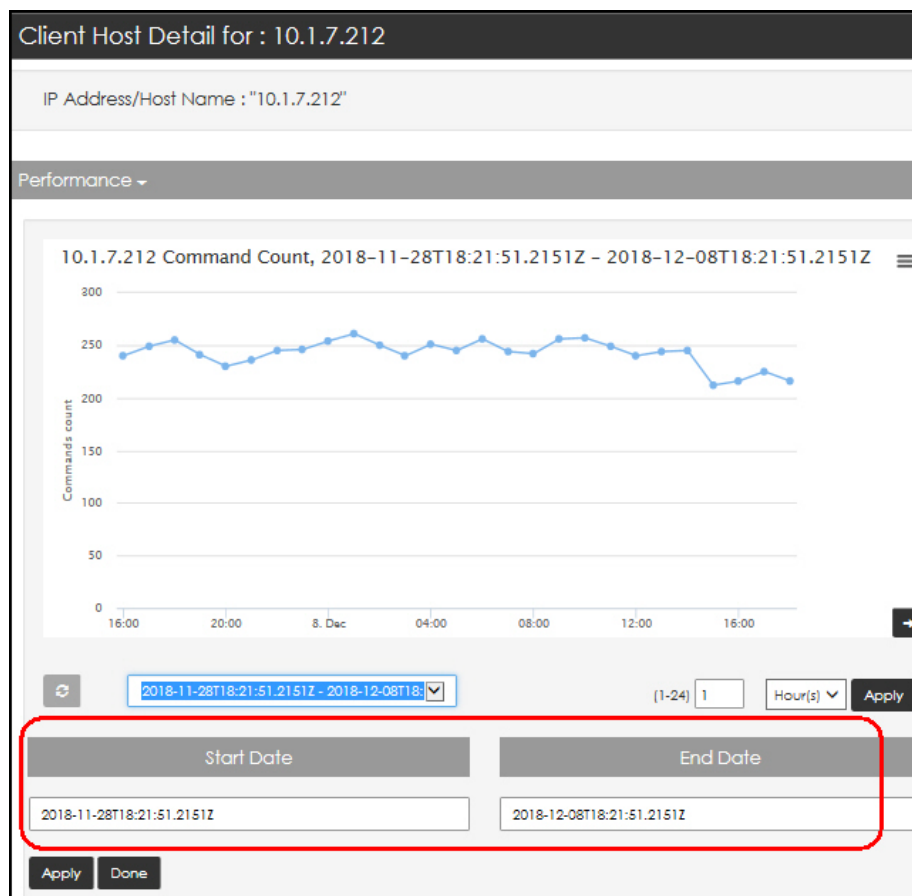 Client Host Detail for : 10.1.7.212
IP Address/Host Name : "10.1.7.212"
Performance
10.1.7.212 Command Count, 2018-11-28T18:21:51.2151Z - 2018-12-08T18:21:51.2151Z
300
250
200
150
100
50
0
Commands count
16:00 20:00 8. Dec 04:00 08:00 12:00 16:00
2018-11-28T18:21:51.2151Z - 2018-12-08T18: (1-24) 1 Hour(s) Apply
Start Date End Date
2018-11-28T18:21:51.2151Z 2018-12-08T18:21:51.2151Z
Apply Done